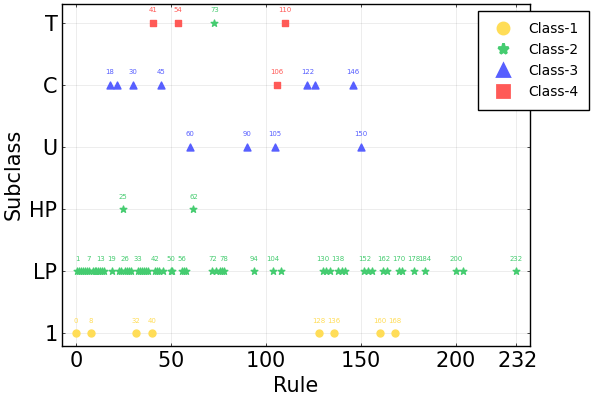 T 41 54 73 110
C 18 30 45 106 122 146
U 60 90 105 150
HP 25 62
LP 1 7 13 19 26 33 42 50 56 72 78 94 104 130 138 152 162 170 178 184 200 232
1 0 8 32 40 128 136 160 168
0 50 100 150 200 232
Rule
Subclass
Class-1
Class-2
Class-3
Class-4